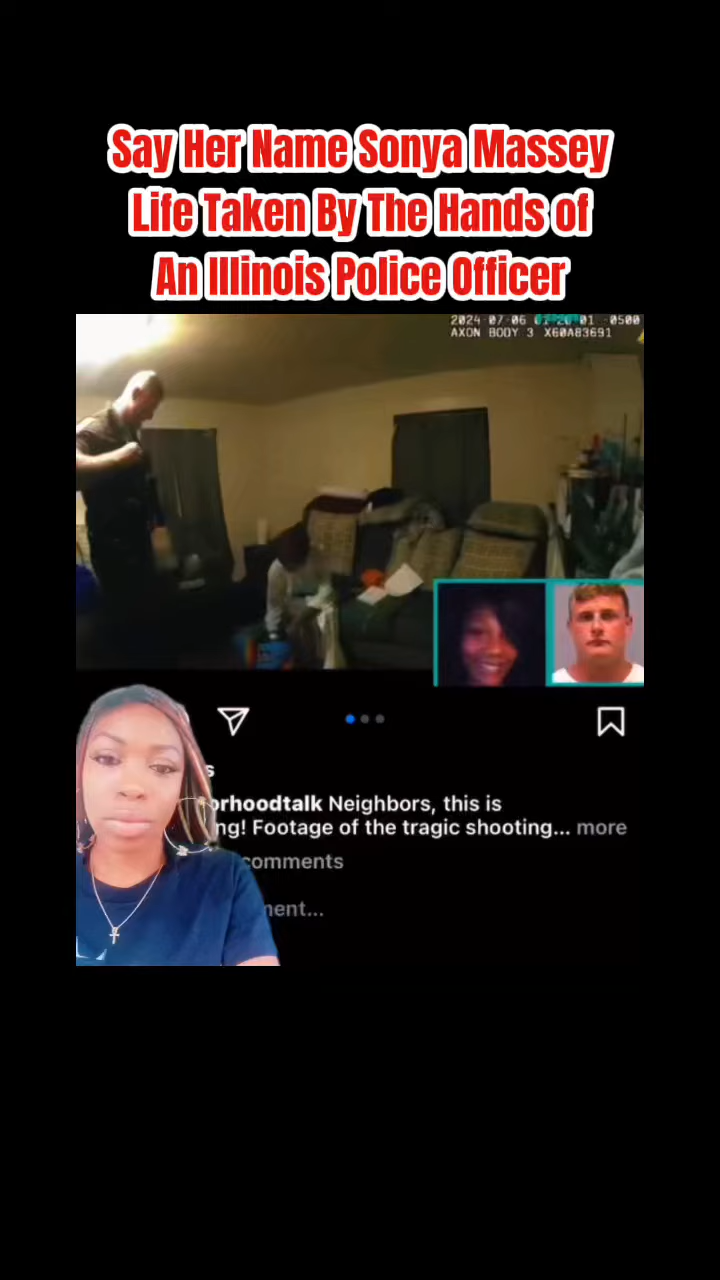 Say Her Name Sonya Massey
Life Taken By The Hands of
An Illinois Police Officer
2024-07-06 -0500
AXON BODY 3 X60A83691
s
orhoodtalk Neighbors, this is
ng! Footage of the tragic shooting... more
comments
ment...